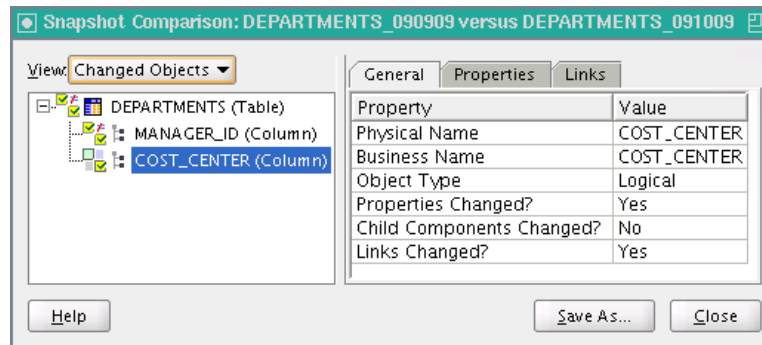 Snapshot Comparison: DEPARTMENTS_090909 versus DEPARTMENTS_091009
View: Changed Objects
DEPARTMENTS (Table)
MANAGER_ID (Column)
COST_CENTER (Column)
General Properties Links
Property Value
Physical Name COST_CENTER
Business Name COST_CENTER
Object Type Logical
Properties Changed? Yes
Child Components Changed? No
Links Changed? Yes
Help Save As... Close